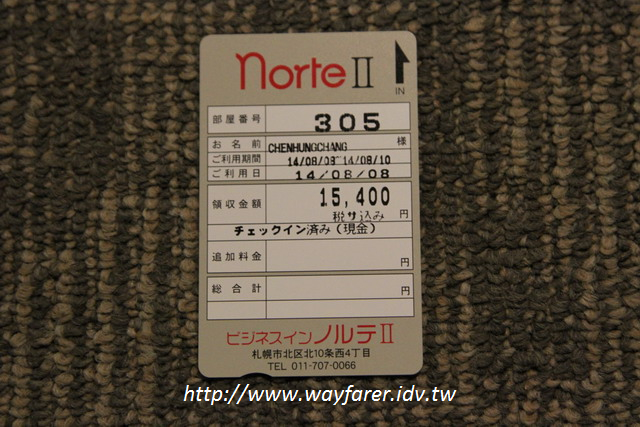 norte II
IN
部屋番号 305
お名前 CHENHUNGCHANG 様
ご利用期間 14/08/08~14/08/10
ご利用日 14/08/08
領収金額 15,400 円
税サ込み
チェックイン済み(現金)
追加料金 円
総合計 円
ビジネスイン ノルテII
札幌市北区北10条西4丁目
TEL 011-707-0066
http://www.wayfarer.idv.tw